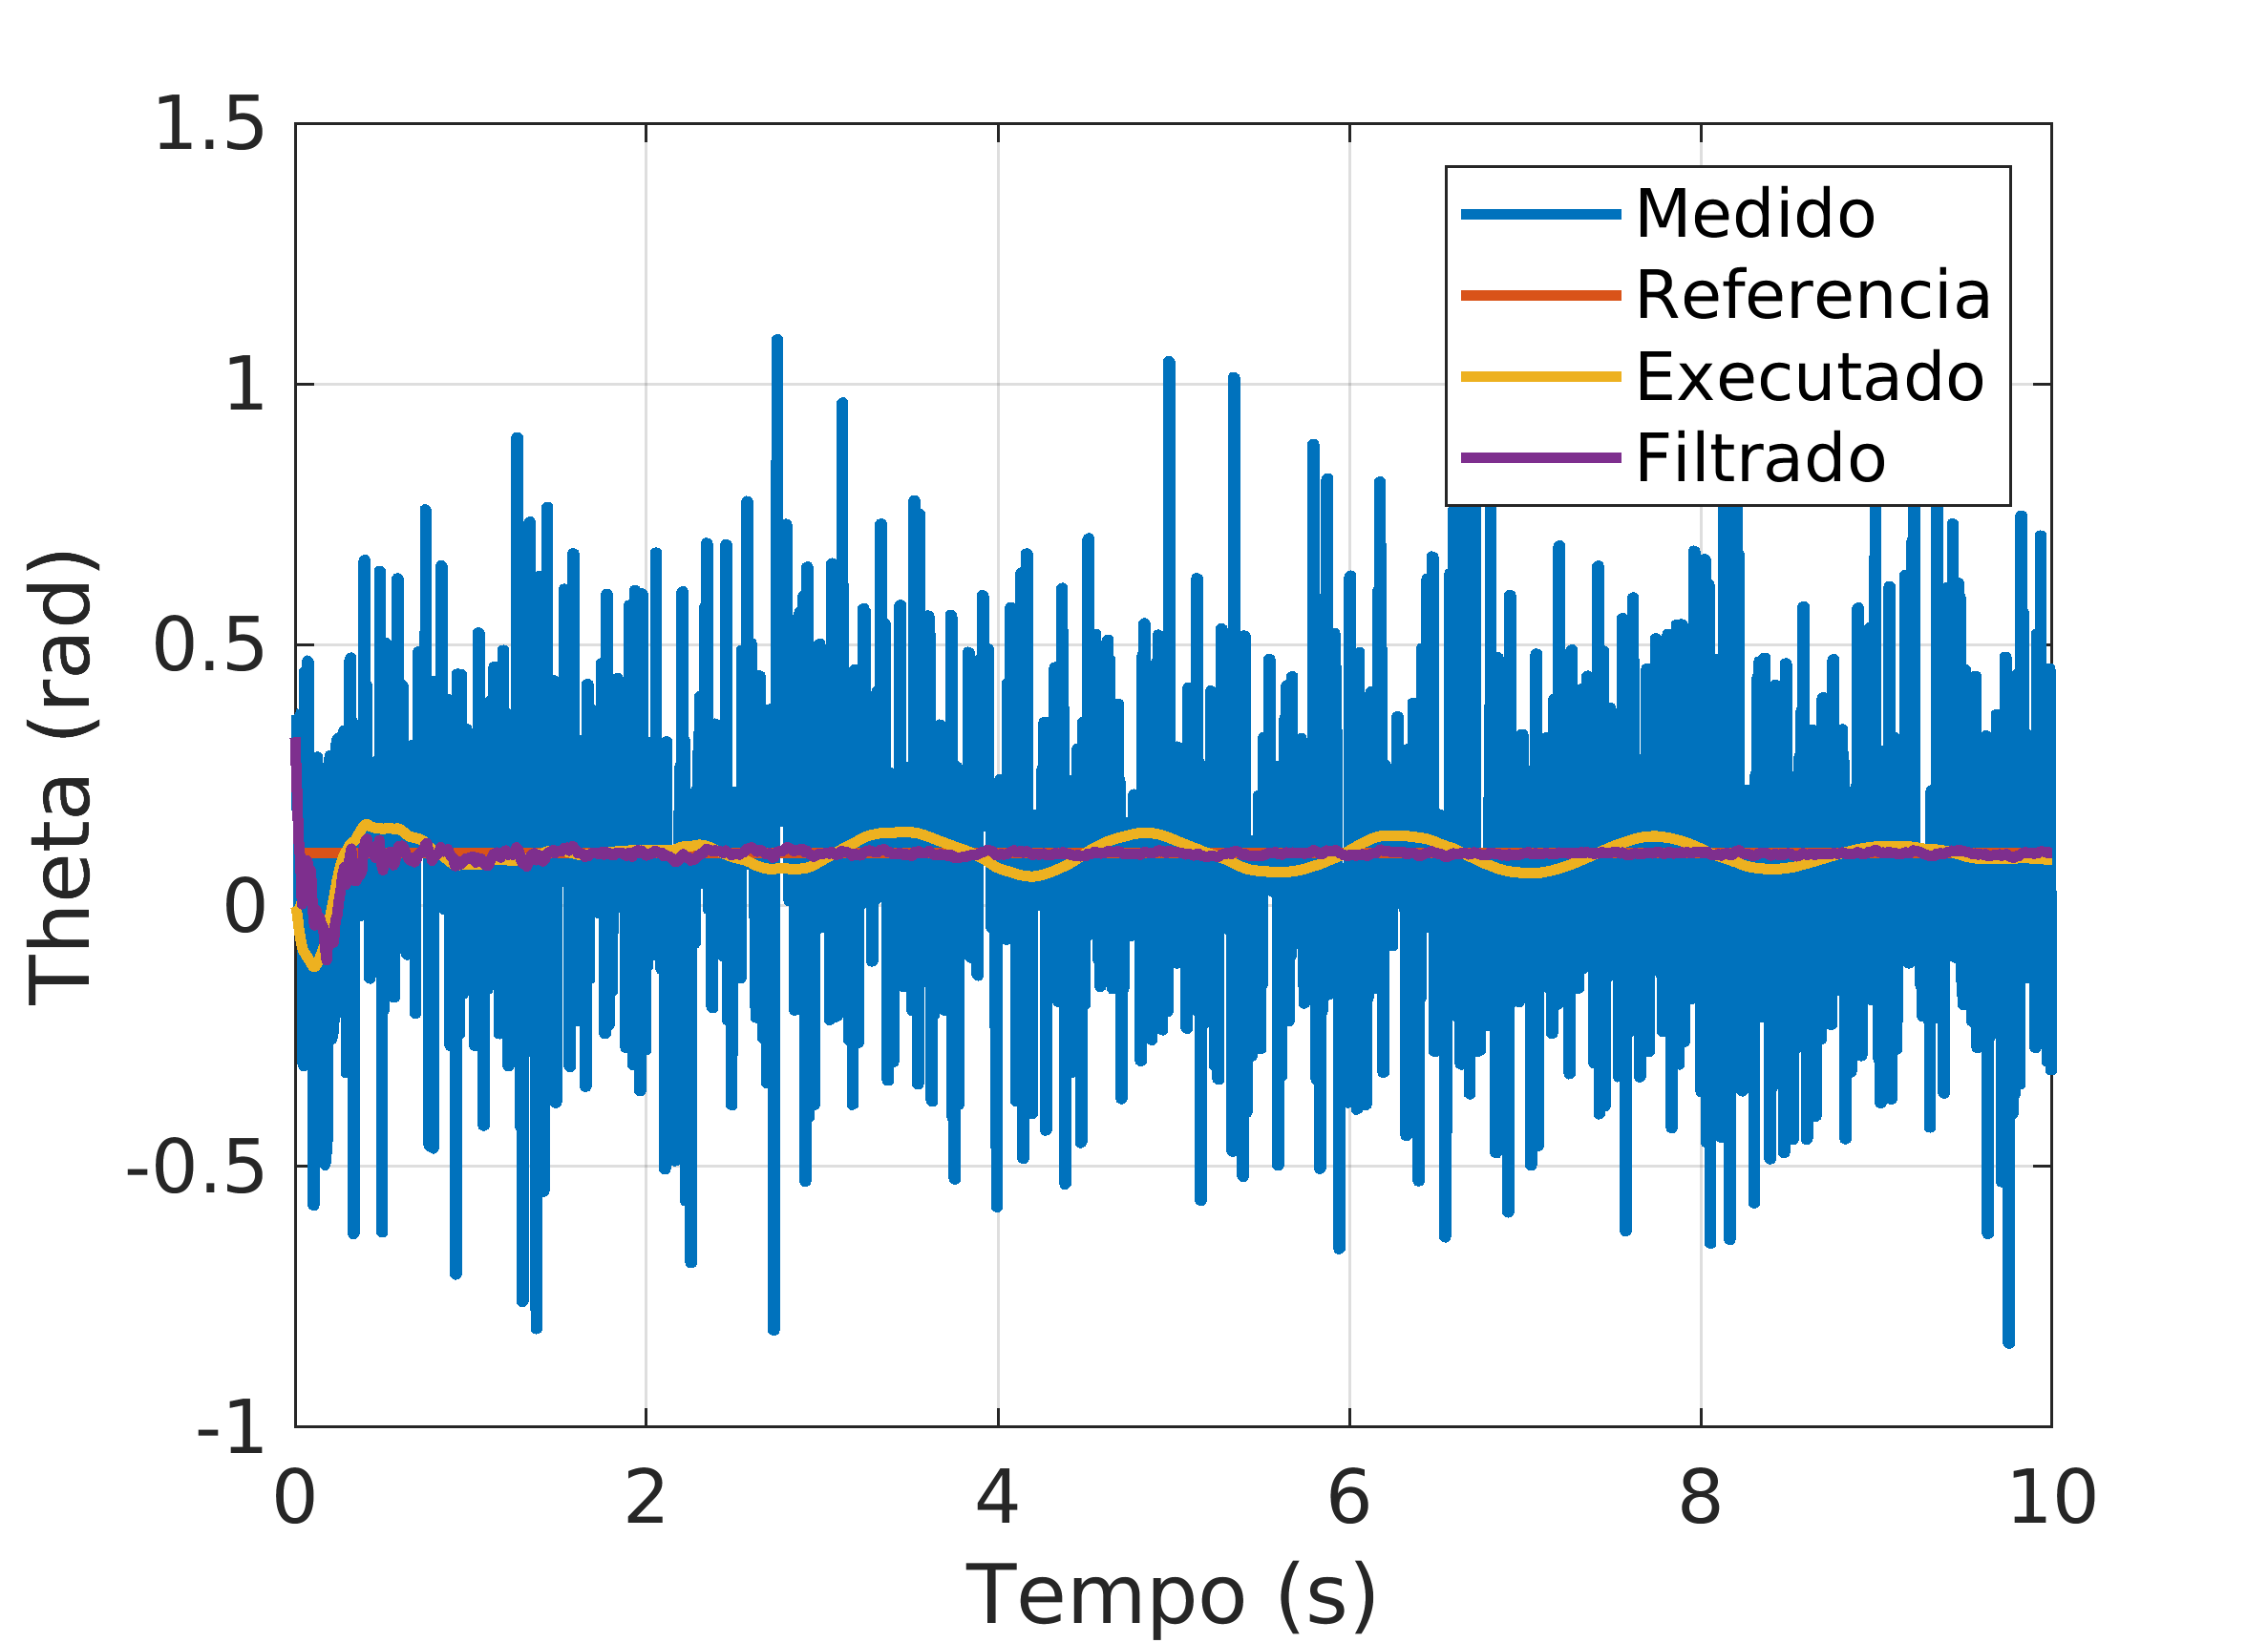 1.5
1
0.5
0
-0.5
-1
Theta (rad)
Medido
Referencia
Executado
Filtrado
0 2 4 6 8 10
Tempo (s)